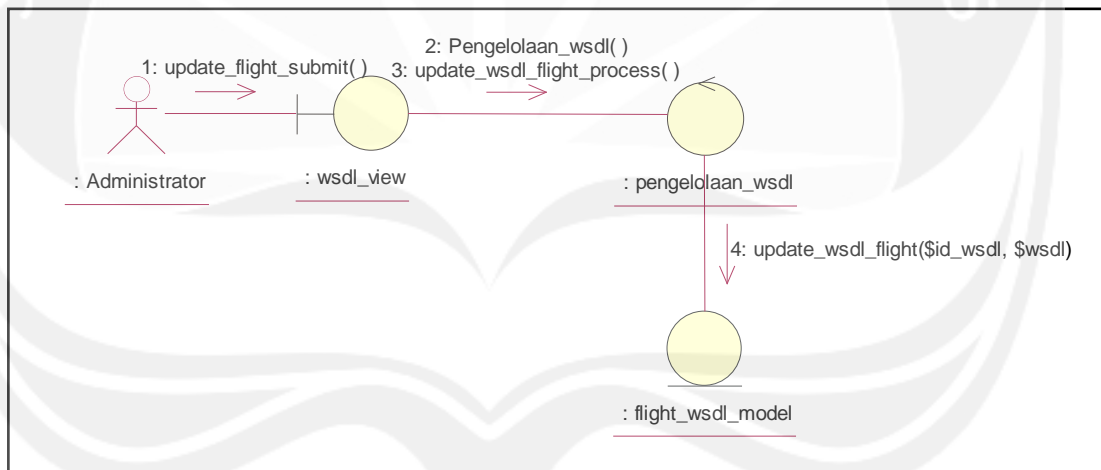 2: Pengelolaan_wsdl( )
1: update_flight_submit( )
3: update_wsdl_flight_process( )
: Administrator
: wsdl_view
: pengelolaan_wsdl
4: update_wsdl_flight($id_wsdl, $wsdl)
: flight_wsdl_model